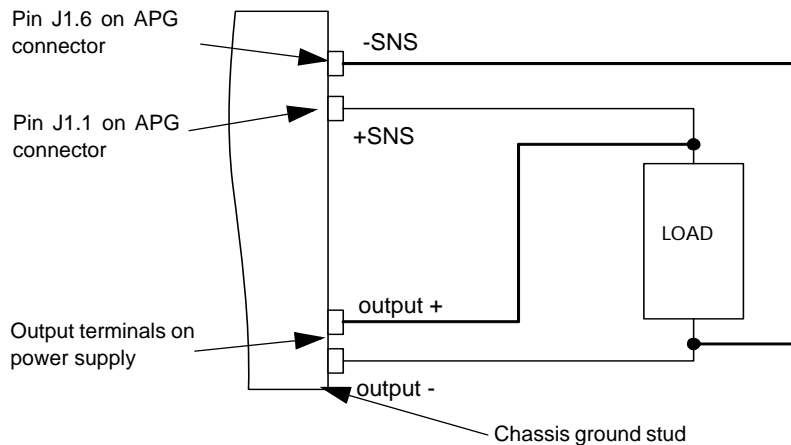 Pin J1.6 on APG
connector
-SNS
Pin J1.1 on APG
connector
+SNS
LOAD
output +
Output terminals on
power supply
output -
Chassis ground stud